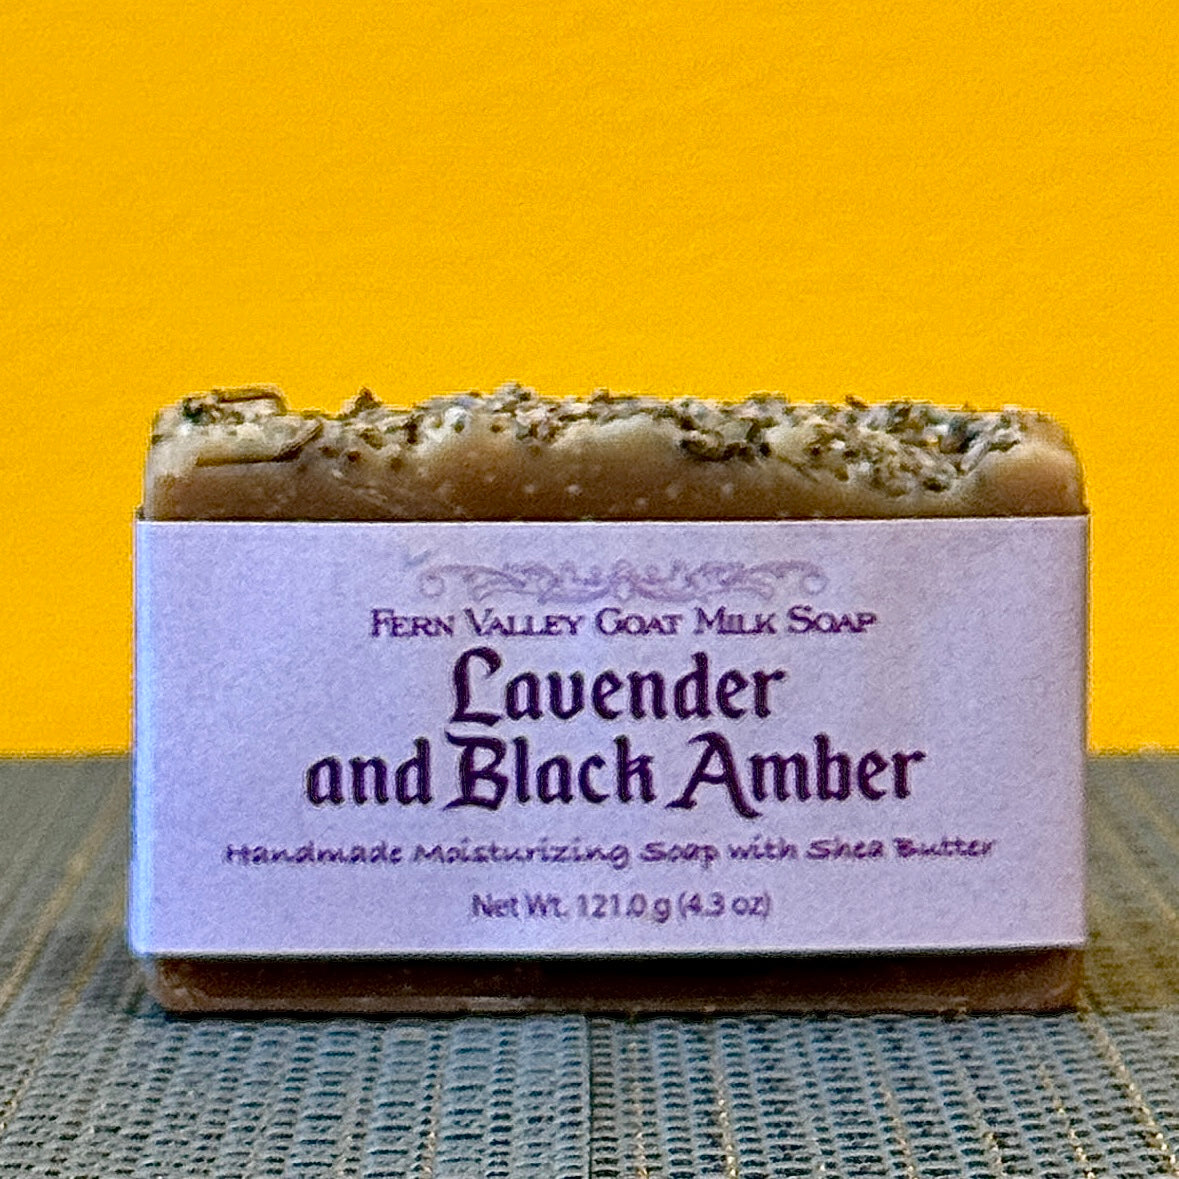 Fern Valley Goat Milk Soap
Lavender
and Black Amber
Handmade Moisturizing Soap with Shea Butter
Net Wt. 121.0 g (4.3 oz)